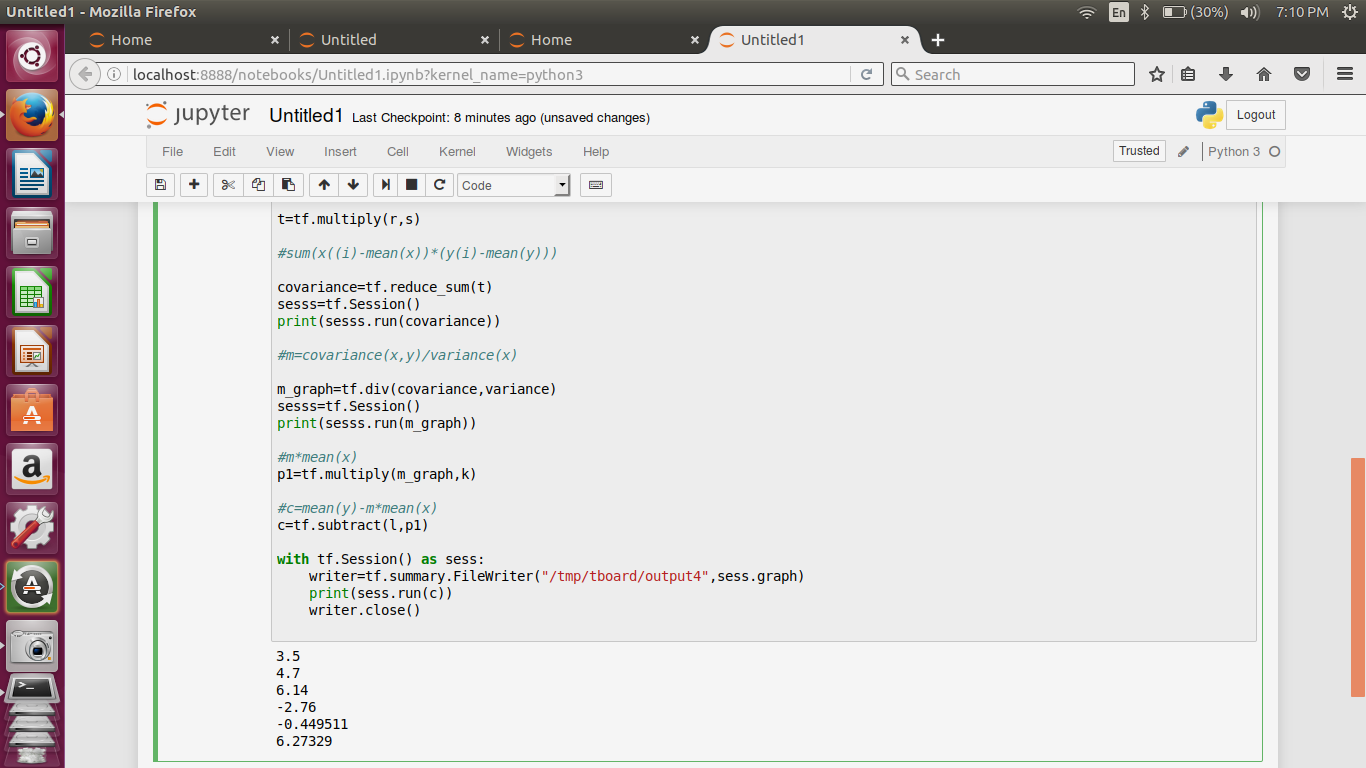 Untitled1 - Mozilla Firefox
En
(30%)
7:10 PM
Home
Untitled
Home
Untitled1
localhost:8888/notebooks/Untitled1.ipynb?kernel_name=python3
Search
jupyter Untitled1 Last Checkpoint: 8 minutes ago (unsaved changes)
Logout
File Edit View Insert Cell Kernel Widgets Help
Trusted
Python 3
Code
t=tf.multiply(r,s)
#sum(x((i)-mean(x))*(y(i)-mean(y)))
covariance=tf.reduce_sum(t)
sesss=tf.Session()
print(sesss.run(covariance))
#m=covariance(x,y)/variance(x)
m_graph=tf.div(covariance,variance)
sesss=tf.Session()
print(sesss.run(m_graph))
#m*mean(x)
p1=tf.multiply(m_graph,k)
#c=mean(y)-m*mean(x)
c=tf.subtract(l,p1)
with tf.Session() as sess:
    writer=tf.summary.FileWriter("/tmp/tboard/output4",sess.graph)
    print(sess.run(c))
    writer.close()
3.5
4.7
6.14
-2.76
-0.449511
6.27329